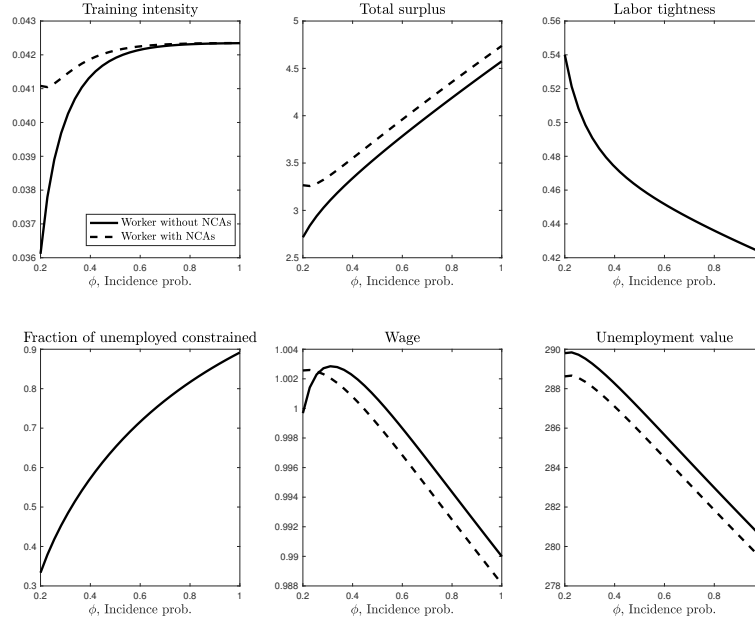 Training intensity
0.043
0.042
0.041
0.040
0.039
0.038
0.037
0.036
Worker without NCAs
Worker with NCAs
0.2 0.4 0.6 0.8 1
ϕ, Incidence prob.
Total surplus
5
4.5
4
3.5
3
2.5
0.2 0.4 0.6 0.8 1
ϕ, Incidence prob.
Labor tightness
0.56
0.54
0.52
0.5
0.48
0.46
0.44
0.42
0.2 0.4 0.6 0.8
ϕ, Incidence prob.
Fraction of unemployed constrained
0.9
0.8
0.7
0.6
0.5
0.4
0.3
0.2 0.4 0.6 0.8 1
ϕ, Incidence prob.
Wage
1.004
1.002
1
0.998
0.996
0.994
0.992
0.99
0.988
0.2 0.4 0.6 0.8 1
ϕ, Incidence prob.
Unemployment value
290
288
286
284
282
280
278
0.2 0.4 0.6 0.8
ϕ, Incidence prob.